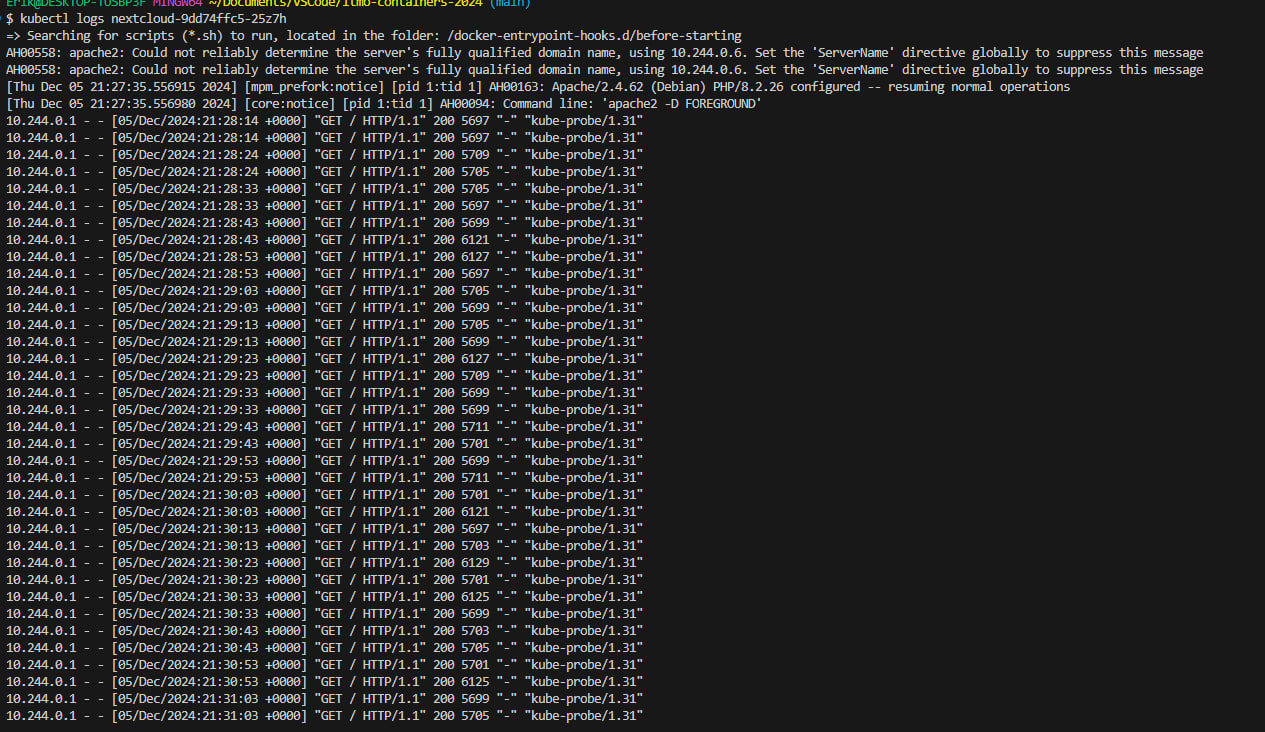 Erik@DESKTOP-TUSBP3F MINGW64 ~/Documents/VSCode/itmo-containers-2024 (main)
$ kubectl logs nextcloud-9dd74ffc5-25z7h
=> Searching for scripts (*.sh) to run, located in the folder: /docker-entrypoint-hooks.d/before-starting
AH00558: apache2: Could not reliably determine the server's fully qualified domain name, using 10.244.0.6. Set the 'ServerName' directive globally to suppress this message
AH00558: apache2: Could not reliably determine the server's fully qualified domain name, using 10.244.0.6. Set the 'ServerName' directive globally to suppress this message
[Thu Dec 05 21:27:35.556915 2024] [mpm_prefork:notice] [pid 1:tid 1] AH00163: Apache/2.4.62 (Debian) PHP/8.2.26 configured -- resuming normal operations
[Thu Dec 05 21:27:35.556980 2024] [core:notice] [pid 1:tid 1] AH00094: Command line: 'apache2 -D FOREGROUND'
10.244.0.1 - - [05/Dec/2024:21:28:14 +0000] "GET / HTTP/1.1" 200 5697 "-" "kube-probe/1.31"
10.244.0.1 - - [05/Dec/2024:21:28:14 +0000] "GET / HTTP/1.1" 200 5697 "-" "kube-probe/1.31"
10.244.0.1 - - [05/Dec/2024:21:28:24 +0000] "GET / HTTP/1.1" 200 5709 "-" "kube-probe/1.31"
10.244.0.1 - - [05/Dec/2024:21:28:24 +0000] "GET / HTTP/1.1" 200 5705 "-" "kube-probe/1.31"
10.244.0.1 - - [05/Dec/2024:21:28:33 +0000] "GET / HTTP/1.1" 200 5705 "-" "kube-probe/1.31"
10.244.0.1 - - [05/Dec/2024:21:28:33 +0000] "GET / HTTP/1.1" 200 5697 "-" "kube-probe/1.31"
10.244.0.1 - - [05/Dec/2024:21:28:43 +0000] "GET / HTTP/1.1" 200 5699 "-" "kube-probe/1.31"
10.244.0.1 - - [05/Dec/2024:21:28:43 +0000] "GET / HTTP/1.1" 200 6121 "-" "kube-probe/1.31"
10.244.0.1 - - [05/Dec/2024:21:28:53 +0000] "GET / HTTP/1.1" 200 6127 "-" "kube-probe/1.31"
10.244.0.1 - - [05/Dec/2024:21:28:53 +0000] "GET / HTTP/1.1" 200 5697 "-" "kube-probe/1.31"
10.244.0.1 - - [05/Dec/2024:21:29:03 +0000] "GET / HTTP/1.1" 200 5705 "-" "kube-probe/1.31"
10.244.0.1 - - [05/Dec/2024:21:29:03 +0000] "GET / HTTP/1.1" 200 5699 "-" "kube-probe/1.31"
10.244.0.1 - - [05/Dec/2024:21:29:13 +0000] "GET / HTTP/1.1" 200 5705 "-" "kube-probe/1.31"
10.244.0.1 - - [05/Dec/2024:21:29:13 +0000] "GET / HTTP/1.1" 200 5699 "-" "kube-probe/1.31"
10.244.0.1 - - [05/Dec/2024:21:29:23 +0000] "GET / HTTP/1.1" 200 6127 "-" "kube-probe/1.31"
10.244.0.1 - - [05/Dec/2024:21:29:23 +0000] "GET / HTTP/1.1" 200 5709 "-" "kube-probe/1.31"
10.244.0.1 - - [05/Dec/2024:21:29:33 +0000] "GET / HTTP/1.1" 200 5699 "-" "kube-probe/1.31"
10.244.0.1 - - [05/Dec/2024:21:29:33 +0000] "GET / HTTP/1.1" 200 5699 "-" "kube-probe/1.31"
10.244.0.1 - - [05/Dec/2024:21:29:43 +0000] "GET / HTTP/1.1" 200 5711 "-" "kube-probe/1.31"
10.244.0.1 - - [05/Dec/2024:21:29:43 +0000] "GET / HTTP/1.1" 200 5701 "-" "kube-probe/1.31"
10.244.0.1 - - [05/Dec/2024:21:29:53 +0000] "GET / HTTP/1.1" 200 5699 "-" "kube-probe/1.31"
10.244.0.1 - - [05/Dec/2024:21:29:53 +0000] "GET / HTTP/1.1" 200 5711 "-" "kube-probe/1.31"
10.244.0.1 - - [05/Dec/2024:21:30:03 +0000] "GET / HTTP/1.1" 200 5701 "-" "kube-probe/1.31"
10.244.0.1 - - [05/Dec/2024:21:30:03 +0000] "GET / HTTP/1.1" 200 6121 "-" "kube-probe/1.31"
10.244.0.1 - - [05/Dec/2024:21:30:13 +0000] "GET / HTTP/1.1" 200 5697 "-" "kube-probe/1.31"
10.244.0.1 - - [05/Dec/2024:21:30:13 +0000] "GET / HTTP/1.1" 200 5703 "-" "kube-probe/1.31"
10.244.0.1 - - [05/Dec/2024:21:30:23 +0000] "GET / HTTP/1.1" 200 6129 "-" "kube-probe/1.31"
10.244.0.1 - - [05/Dec/2024:21:30:23 +0000] "GET / HTTP/1.1" 200 5701 "-" "kube-probe/1.31"
10.244.0.1 - - [05/Dec/2024:21:30:33 +0000] "GET / HTTP/1.1" 200 6125 "-" "kube-probe/1.31"
10.244.0.1 - - [05/Dec/2024:21:30:33 +0000] "GET / HTTP/1.1" 200 5699 "-" "kube-probe/1.31"
10.244.0.1 - - [05/Dec/2024:21:30:43 +0000] "GET / HTTP/1.1" 200 5703 "-" "kube-probe/1.31"
10.244.0.1 - - [05/Dec/2024:21:30:43 +0000] "GET / HTTP/1.1" 200 5705 "-" "kube-probe/1.31"
10.244.0.1 - - [05/Dec/2024:21:30:53 +0000] "GET / HTTP/1.1" 200 5701 "-" "kube-probe/1.31"
10.244.0.1 - - [05/Dec/2024:21:30:53 +0000] "GET / HTTP/1.1" 200 6125 "-" "kube-probe/1.31"
10.244.0.1 - - [05/Dec/2024:21:31:03 +0000] "GET / HTTP/1.1" 200 5699 "-" "kube-probe/1.31"
10.244.0.1 - - [05/Dec/2024:21:31:03 +0000] "GET / HTTP/1.1" 200 5705 "-" "kube-probe/1.31"